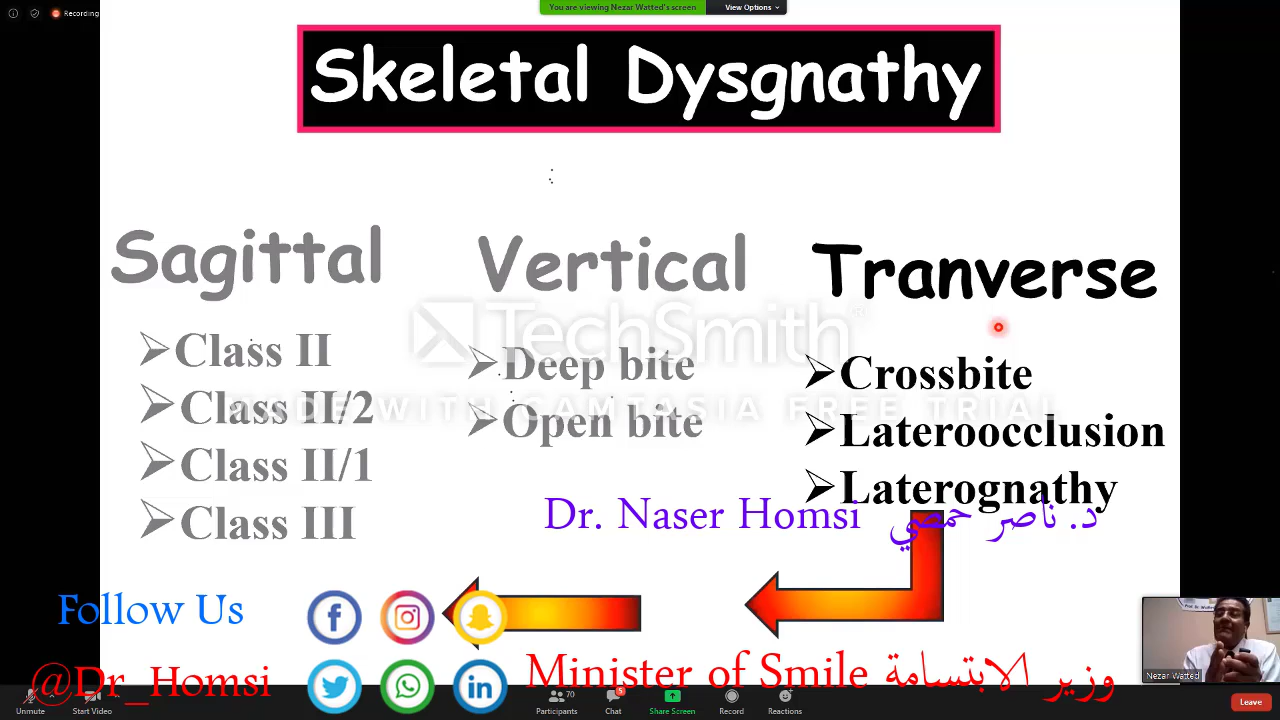 Recording
You are viewing Nezar Watted's screen
View Options
Skeletal Dysgnathy
Sagittal
Class II
Class II/2
Class II/1
Class III
Vertical
Deep bite
Open bite
Tranverse
Crossbite
Lateroocclusion
Laterognathy
TechSmith
MADE WITH CAMTASIA FREE TRIAL
Dr. Naser Homsi د. ناصر حمصي
Follow Us
@Dr_Homsi
Minister of Smile وزير الابتسامة
Nezar Watted
Unmute
Start Video
70
Participants
5
Chat
Share Screen
Record
Reactions
Leave